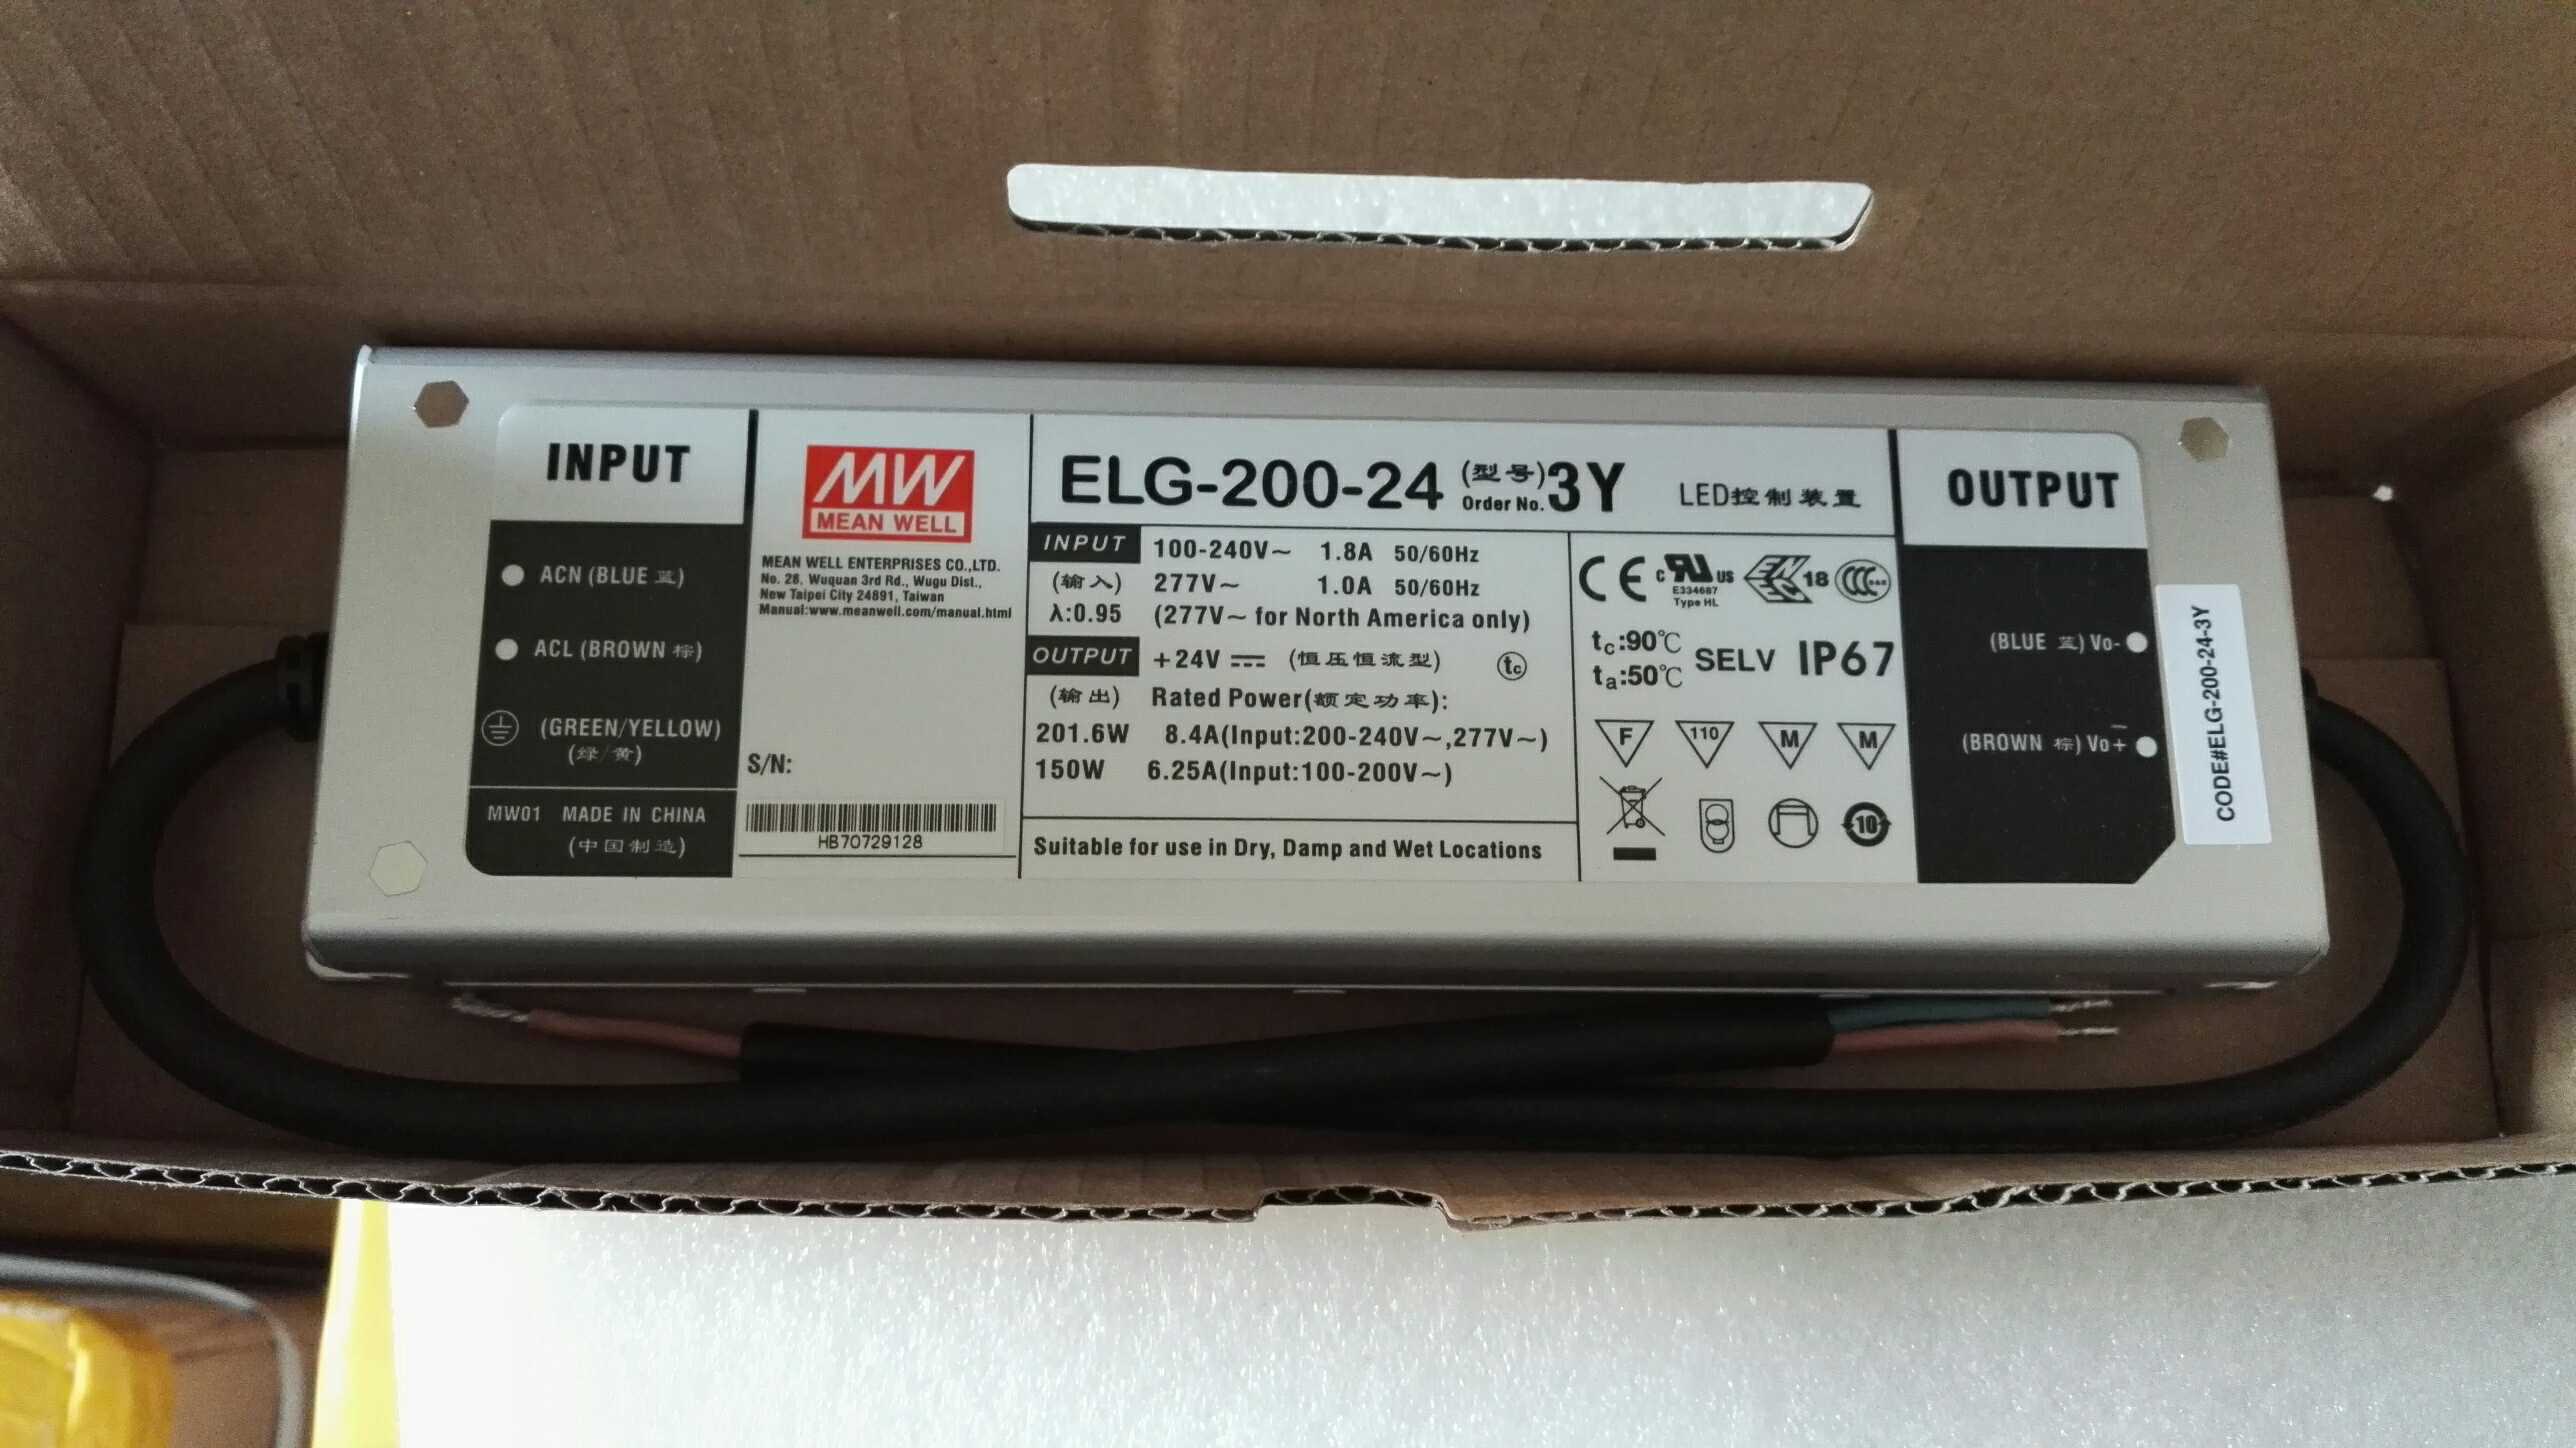 INPUT
ACN (BLUE 蓝)
ACL (BROWN 棕)
(GREEN/YELLOW)
(绿/黄)
MW01 MADE IN CHINA
(中国制造)
MW
MEAN WELL
MEAN WELL ENTERPRISES CO.,LTD.
No. 28, Wuquan 3rd Rd., Wugu Dist.,
New Taipei City 24891, Taiwan
Manual:www.meanwell.com/manual.html
S/N:
HB70729128
ELG-200-24 (型号) Order No. 3Y LED控制装置
INPUT 100-240V~ 1.8A 50/60Hz
(输入) 277V~ 1.0A 50/60Hz
λ:0.95 (277V~ for North America only)
OUTPUT +24V ⎓ (恒压恒流型) tc
(输出) Rated Power(额定功率):
201.6W 8.4A(Input:200-240V~,277V~)
150W 6.25A(Input:100-200V~)
Suitable for use in Dry, Damp and Wet Locations
CE c RU US ENEC 18 CCC
E334687
Type HL
tc:90℃
ta:50℃ SELV IP67
F 110 M M
10
OUTPUT
(BLUE 蓝) Vo-
(BROWN 棕) Vo+
CODE#ELG-200-24-3Y